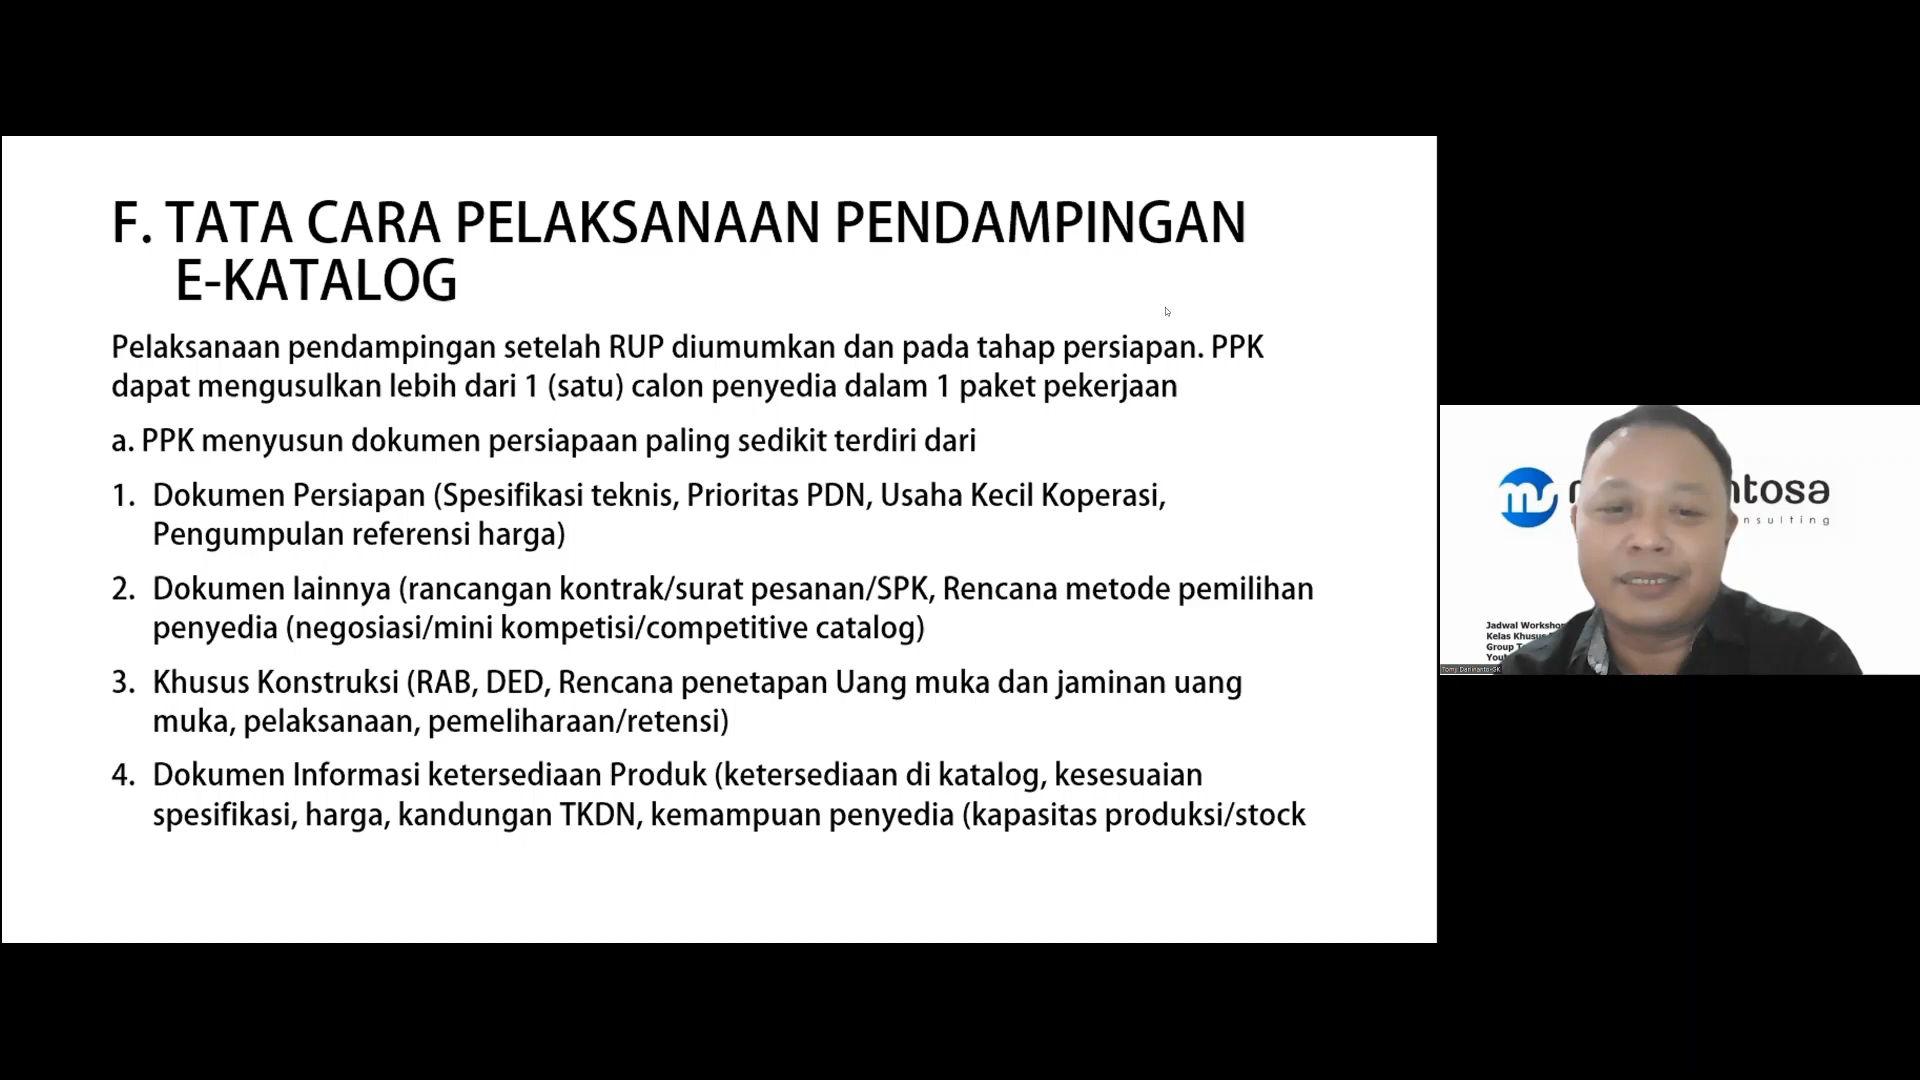 F. TATA CARA PELAKSANAAN PENDAMPINGAN
E-KATALOG
Pelaksanaan pendampingan setelah RUP diumumkan dan pada tahap persiapan. PPK
dapat mengusulkan lebih dari 1 (satu) calon penyedia dalam 1 paket pekerjaan
a. PPK menyusun dokumen persiapaan paling sedikit terdiri dari
1. Dokumen Persiapan (Spesifikasi teknis, Prioritas PDN, Usaha Kecil Koperasi,
Pengumpulan referensi harga)
2. Dokumen lainnya (rancangan kontrak/surat pesanan/SPK, Rencana metode pemilihan
penyedia (negosiasi/mini kompetisi/competitive catalog)
3. Khusus Konstruksi (RAB, DED, Rencana penetapan Uang muka dan jaminan uang
muka, pelaksanaan, pemeliharaan/retensi)
4. Dokumen Informasi ketersediaan Produk (ketersediaan di katalog, kesesuaian
spesifikasi, harga, kandungan TKDN, kemampuan penyedia (kapasitas produksi/stock
ms
ntosa
nsulting
Jadwal Workshop
Kelas Khusus
Group